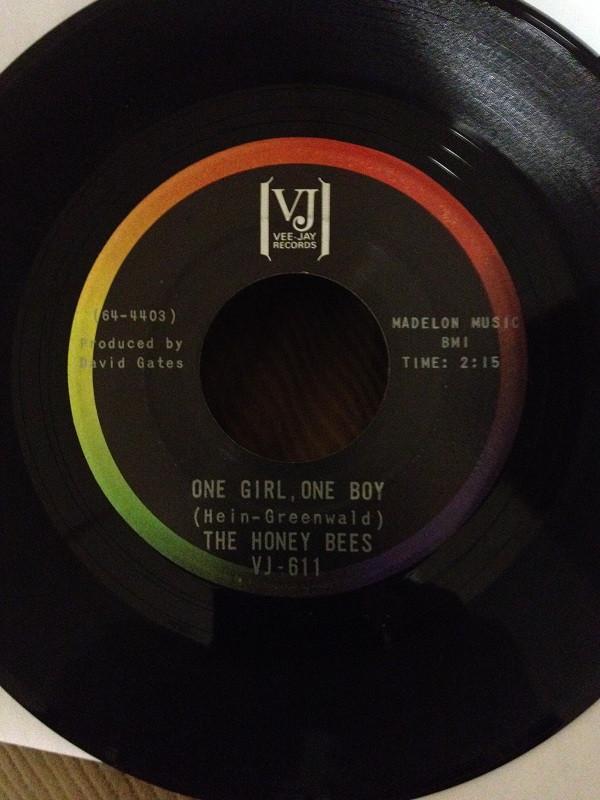 VJ
VEE-JAY
RECORDS
(64-4403)
Produced by
David Gates
MADELON MUSIC
BMI
TIME: 2:15
ONE GIRL, ONE BOY
(Hein-Greenwald)
THE HONEY BEES
VJ-611